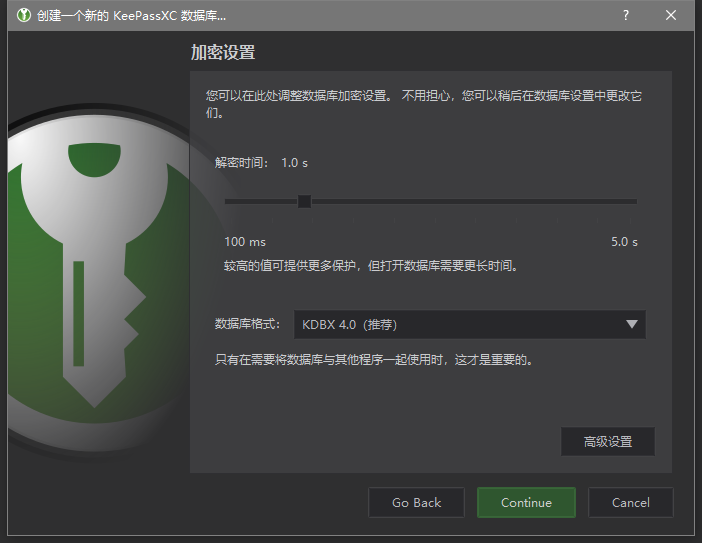 创建一个新的 KeePassXC 数据库...
?
加密设置
您可以在此处调整数据库加密设置。 不用担心，您可以稍后在数据库设置中更改它
们。
解密时间： 1.0 s
100 ms 5.0 s
较高的值可提供更多保护，但打开数据库需要更长时间。
数据库格式： KDBX 4.0（推荐）
只有在需要将数据库与其他程序一起使用时，这才是重要的。
高级设置
Go Back Continue Cancel